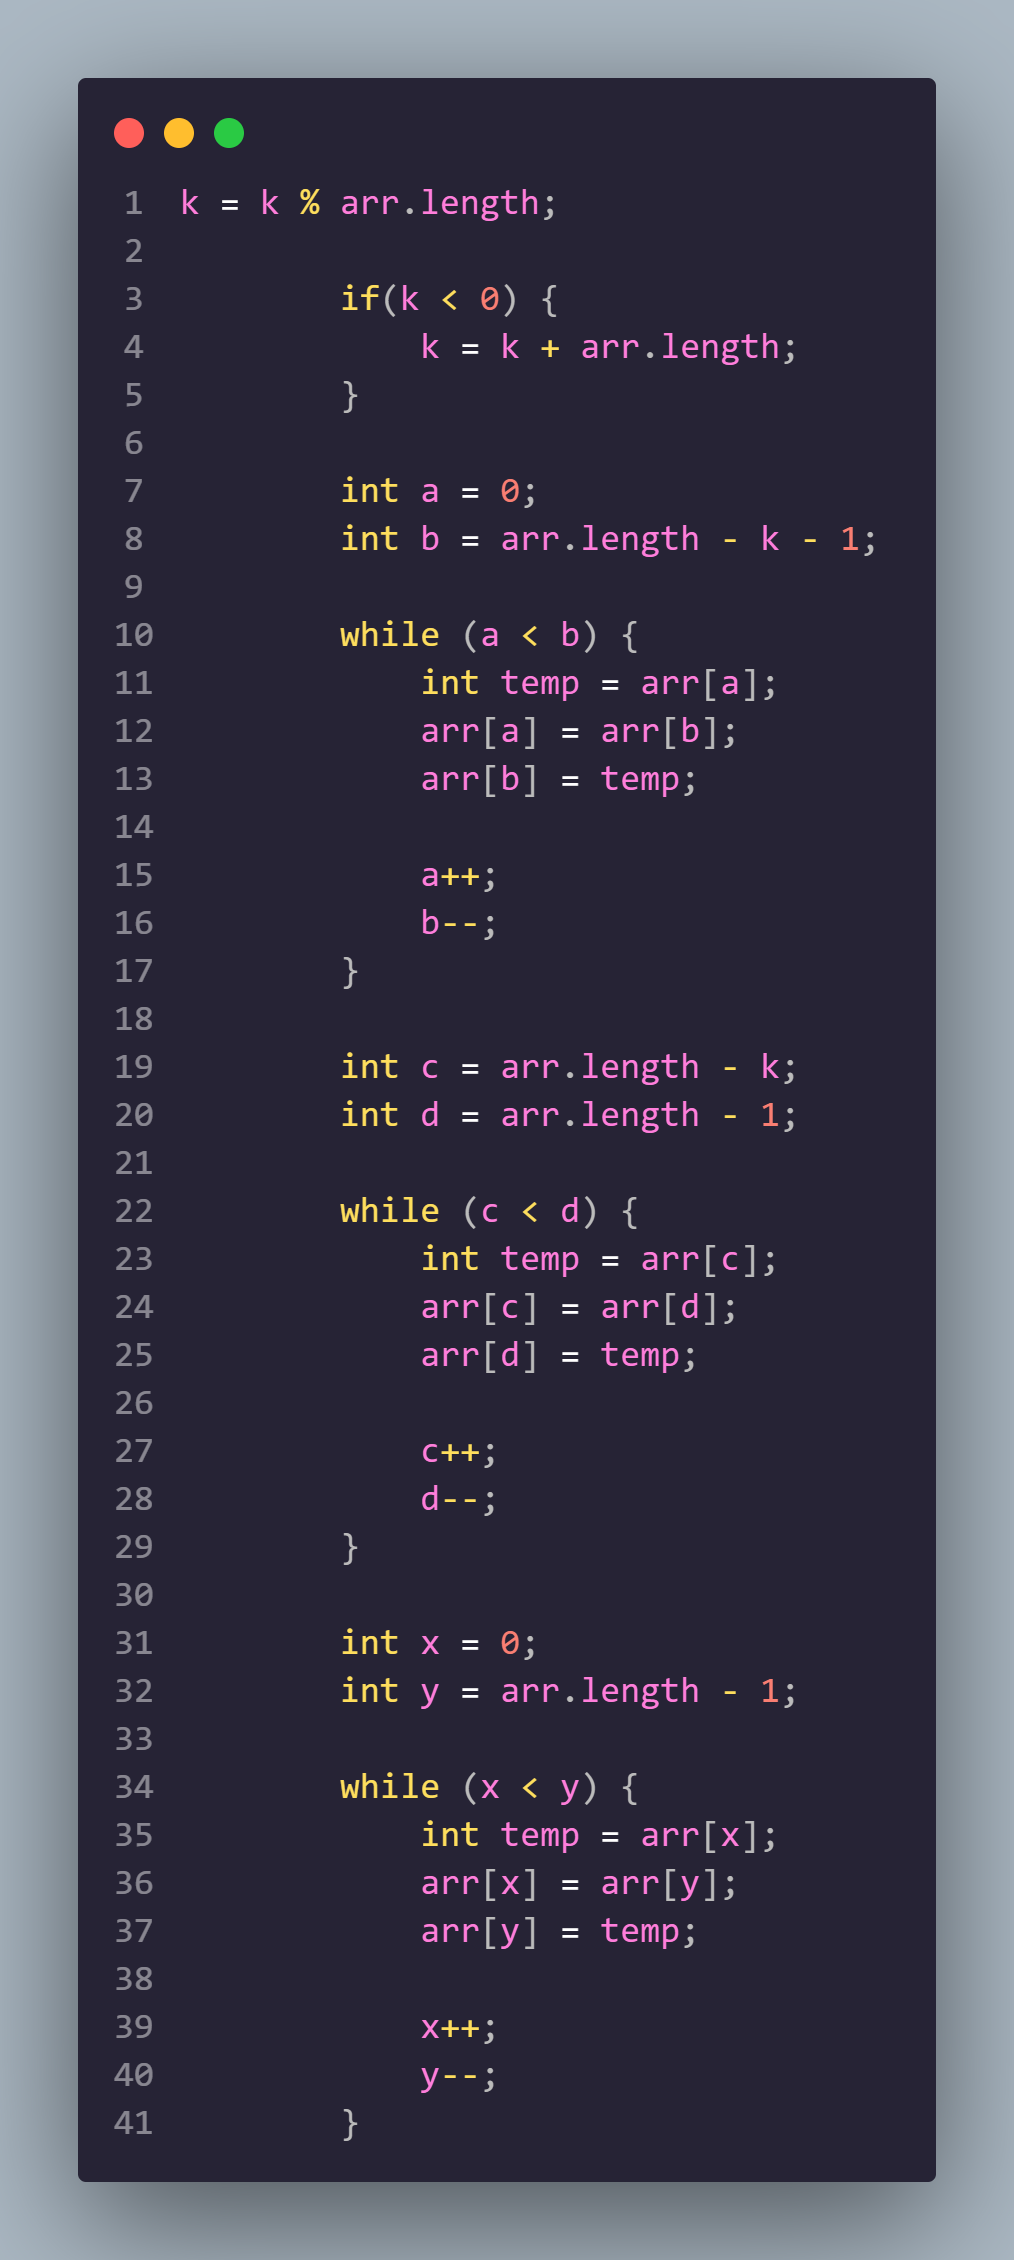 1 k = k % arr.length;
2
3         if(k < 0) {
4             k = k + arr.length;
5         }
6
7         int a = 0;
8         int b = arr.length - k - 1;
9
10         while (a < b) {
11             int temp = arr[a];
12             arr[a] = arr[b];
13             arr[b] = temp;
14
15             a++;
16             b--;
17         }
18
19         int c = arr.length - k;
20         int d = arr.length - 1;
21
22         while (c < d) {
23             int temp = arr[c];
24             arr[c] = arr[d];
25             arr[d] = temp;
26
27             c++;
28             d--;
29         }
30
31         int x = 0;
32         int y = arr.length - 1;
33
34         while (x < y) {
35             int temp = arr[x];
36             arr[x] = arr[y];
37             arr[y] = temp;
38
39             x++;
40             y--;
41         }